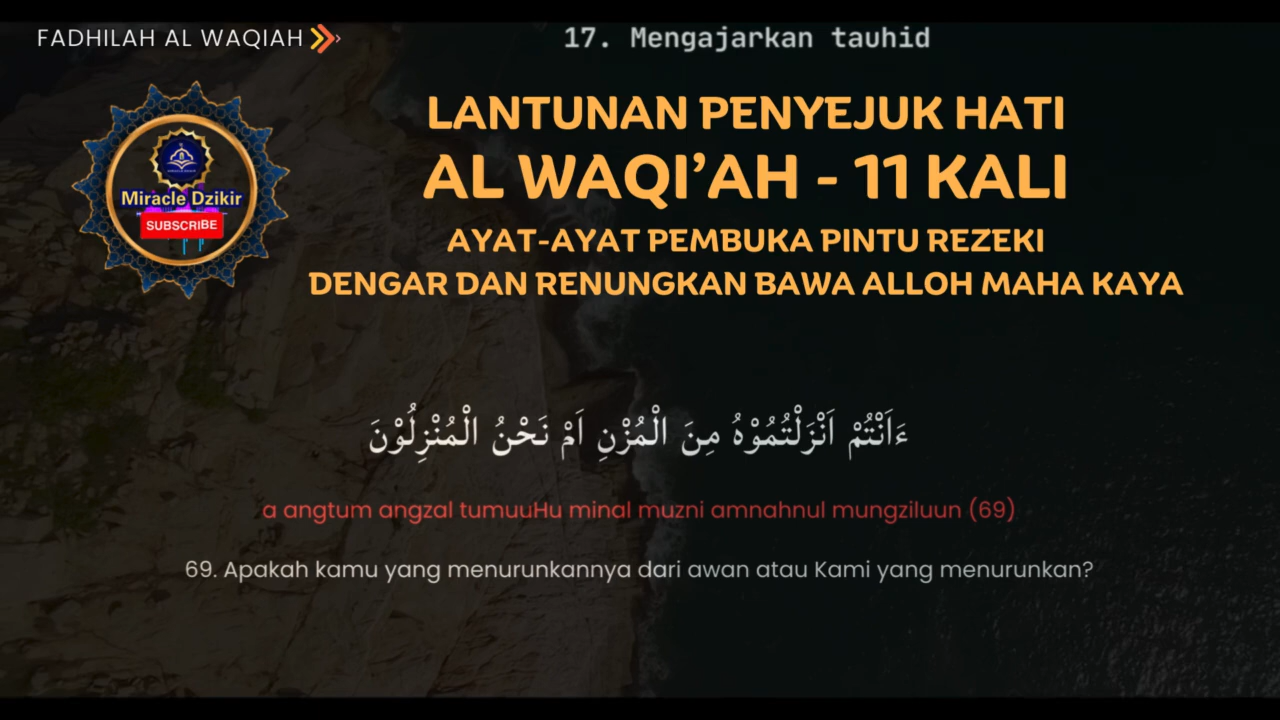 FADHILAH AL WAQIAH
17. Mengajarkan tauhid
LANTUNAN PENYEJUK HATI
AL WAQI'AH - 11 KALI
AYAT-AYAT PEMBUKA PINTU REZEKI
DENGAR DAN RENUNGKAN BAWA ALLOH MAHA KAYA
Miracle Dzikir
SUBSCRIBE
ءَاَنْتُمْ اَنْزَلْتُمُوْهُ مِنَ الْمُزْنِ اَمْ نَحْنُ الْمُنْزِلُوْنَ
a angtum angzal tumuuHu minal muzni amnahnul mungziluun (69)
69. Apakah kamu yang menurunkannya dari awan atau Kami yang menurunkan?